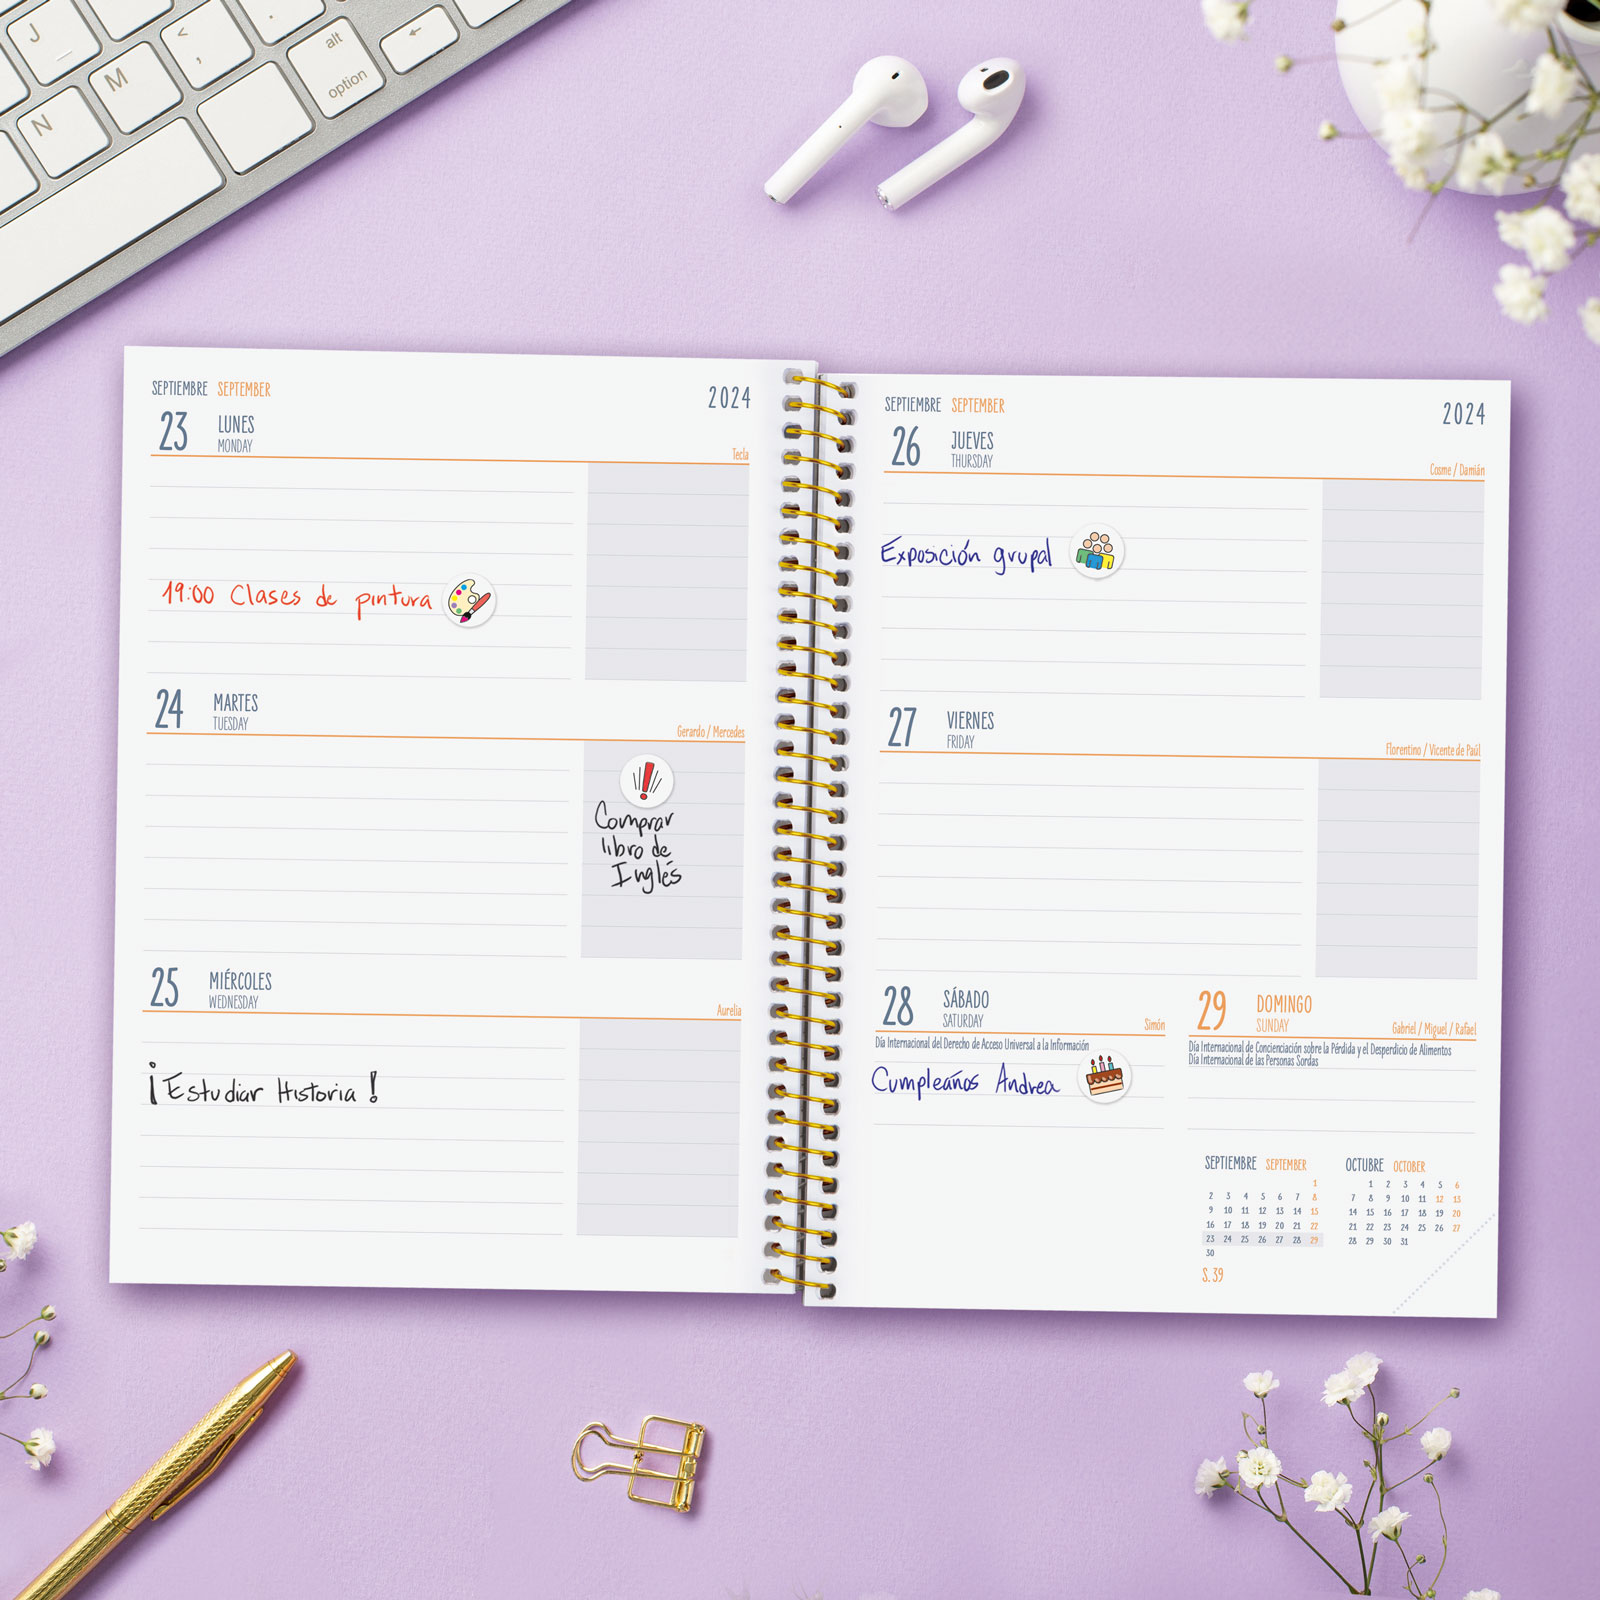 J
<
,
alt
option
←
M
N
SEPTIEMBRE SEPTEMBER
2024
23 LUNES
MONDAY
Tecla
19:00 Clases de pintura
24 MARTES
TUESDAY
Gerardo / Mercedes
Comprar
libro de
Inglés
25 MIÉRCOLES
WEDNESDAY
Aurelia
¡Estudiar Historia!
SEPTIEMBRE SEPTEMBER
2024
26 JUEVES
THURSDAY
Cosme / Damián
Exposición grupal
27 VIERNES
FRIDAY
Florentino / Vicente de Paúl
28 SÁBADO
SATURDAY
Simón
Día Internacional del Derecho de Acceso Universal a la Información
Cumpleaños Andrea
29 DOMINGO
SUNDAY
Gabriel / Miguel / Rafael
Día Internacional de Concienciación sobre la Pérdida y el Desperdicio de Alimentos
Día Internacional de las Personas Sordas
SEPTIEMBRE SEPTEMBER
1
2 3 4 5 6 7 8
9 10 11 12 13 14 15
16 17 18 19 20 21 22
23 24 25 26 27 28 29
30
S. 39
OCTUBRE OCTOBER
1 2 3 4 5 6
7 8 9 10 11 12 13
14 15 16 17 18 19 20
21 22 23 24 25 26 27
28 29 30 31